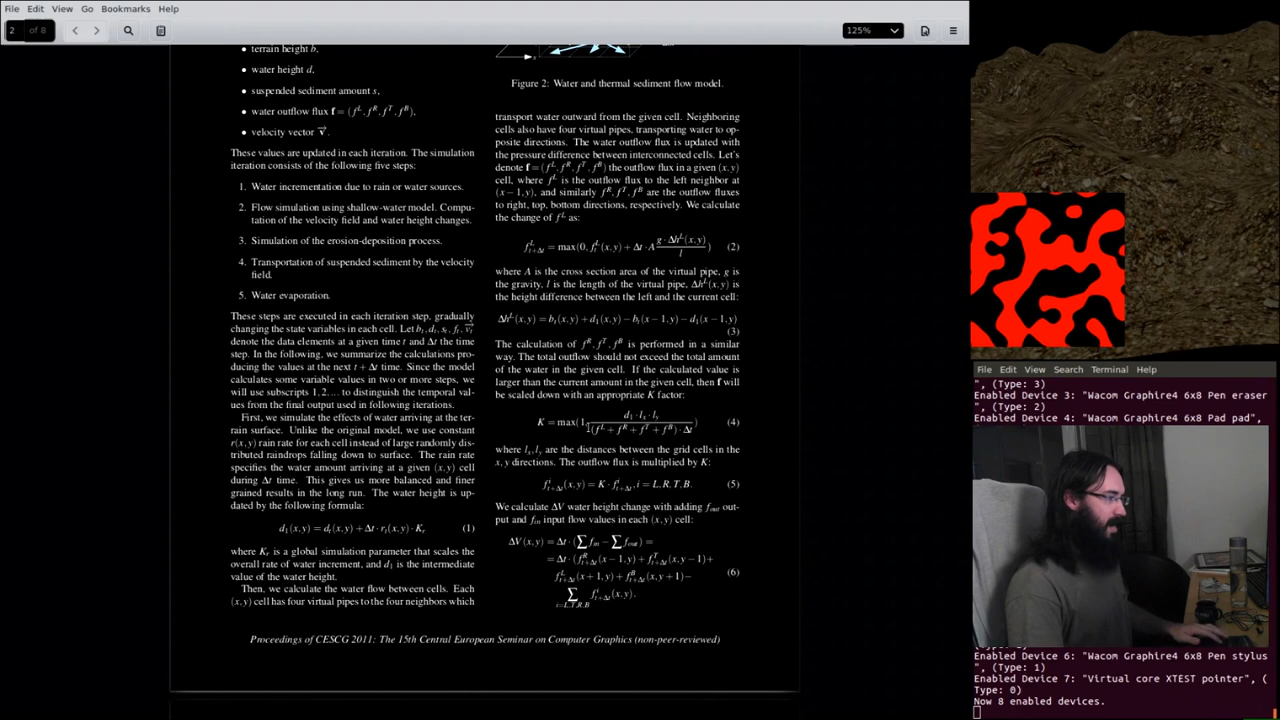 File Edit View Go Bookmarks Help
2 of 8
125%
• terrain height b,
• water height d,
• suspended sediment amount s,
• water outflow flux f = (f^L, f^R, f^T, f^B),
• velocity vector v⃗.
These values are updated in each iteration. The simulation
iteration consists of the following five steps:
1. Water incrementation due to rain or water sources.
2. Flow simulation using shallow-water model. Compu-
tation of the velocity field and water height changes.
3. Simulation of the erosion-deposition process.
4. Transportation of suspended sediment by the velocity
field.
5. Water evaporation.
These steps are executed in each iteration step, gradually
changing the state variables in each cell. Let b_t, d_t, s_t, f_t, v⃗_t
denote the data elements at a given time t and Δt the time
step. In the following, we summarize the calculations pro-
ducing the values at the next t + Δt time. Since the model
calculates some variable values in two or more steps, we
will use subscripts 1, 2, ... to distinguish the temporal val-
ues from the final output used in following iterations.
First, we simulate the effects of water arriving at the ter-
rain surface. Unlike the original model, we use constant
r(x,y) rain rate for each cell instead of large randomly dis-
tributed raindrops falling down to surface. The rain rate
specifies the water amount arriving at a given (x,y) cell
during Δt time. This gives us more balanced and finer
grained results in the long run. The water height is up-
dated by the following formula:
d_1(x,y) = d_t(x,y) + Δt · r_t(x,y) · K_r (1)
where K_r is a global simulation parameter that scales the
overall rate of water increment, and d_1 is the intermediate
value of the water height.
Then, we calculate the water flow between cells. Each
(x,y) cell has four virtual pipes to the four neighbors which
Figure 2: Water and thermal sediment flow model.
transport water outward from the given cell. Neighboring
cells also have four virtual pipes, transporting water to op-
posite directions. The water outflow flux is updated with
the pressure difference between interconnected cells. Let's
denote f = (f^L, f^R, f^T, f^B) the outflow flux in a given (x,y)
cell, where f^L is the outflow flux to the left neighbor at
(x − 1,y), and similarly f^R, f^T, f^B are the outflow fluxes
to right, top, bottom directions, respectively. We calculate
the change of f^L as:
f^L_{t+Δt} = max(0, f^L_t(x,y) + Δt · A g · Δh^L(x,y) / l) (2)
where A is the cross section area of the virtual pipe, g is
the gravity, l is the length of the virtual pipe, Δh^L(x,y) is
the height difference between the left and the current cell:
Δh^L(x,y) = b_t(x,y) + d_1(x,y) − b_t(x−1,y) − d_1(x−1,y)
(3)
The calculation of f^R, f^T, f^B is performed in a similar
way. The total outflow should not exceed the total amount
of the water in the given cell. If the calculated value is
larger than the current amount in the given cell, then f will
be scaled down with an appropriate K factor:
K = max(1, d_1 · l_x · l_y / (f^L + f^R + f^T + f^B) · Δt) (4)
where l_x, l_y are the distances between the grid cells in the
x, y directions. The outflow flux is multiplied by K:
f^i_{t+Δt}(x,y) = K · f^i_{t+Δt}, i = L, R, T, B. (5)
We calculate ΔV water height change with adding f_out out-
put and f_in input flow values in each (x,y) cell:
ΔV(x,y) = Δt · (∑ f_in − ∑ f_out) =
= Δt · (f^R_{t+Δt}(x−1,y) + f^T_{t+Δt}(x,y−1) +
f^L_{t+Δt}(x+1,y) + f^B_{t+Δt}(x,y+1) − (6)
∑_{i=L,T,R,B} f^i_{t+Δt}(x,y).
Proceedings of CESCG 2011: The 15th Central European Seminar on Computer Graphics (non-peer-reviewed)
File Edit View Search Terminal Help
", (Type: 3)
Enabled Device 3: "Wacom Graphire4 6x8 Pen eraser
", (Type: 2)
Enabled Device 4: "Wacom Graphire4 6x8 Pad pad",
Enabled Device 6: "Wacom Graphire4 6x8 Pen stylus
", (Type: 1)
Enabled Device 7: "Virtual core XTEST pointer", (
Type: 0)
Now 8 enabled devices.